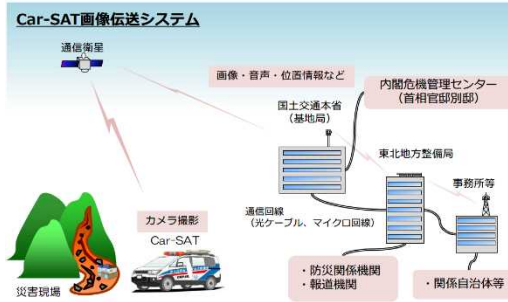 Car-SAT画像伝送システム
通信衛星
画像・音声・位置情報など
内閣危機管理センター
（首相官邸別邸）
国土交通本省
（基地局）
東北地方整備局
事務所等
カメラ撮影
Car-SAT
通信回線
（光ケーブル、マイクロ回線）
災害現場
・防災関係機関
・報道機関
・関係自治体等